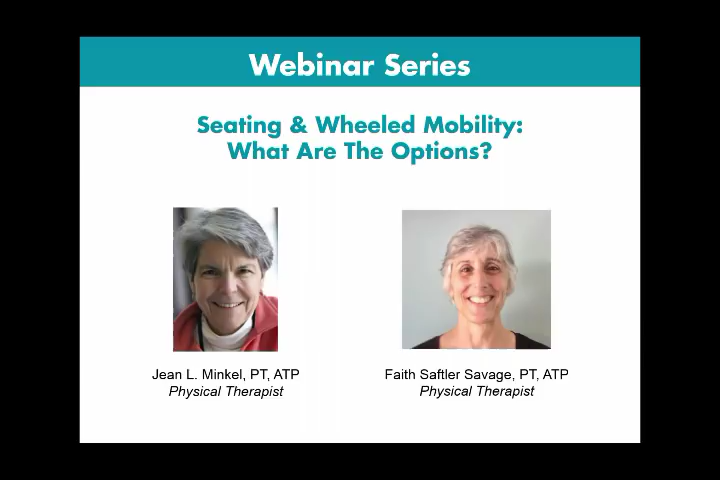 Webinar Series
Seating & Wheeled Mobility:
What Are The Options?
Jean L. Minkel, PT, ATP
Physical Therapist
Faith Saftler Savage, PT, ATP
Physical Therapist